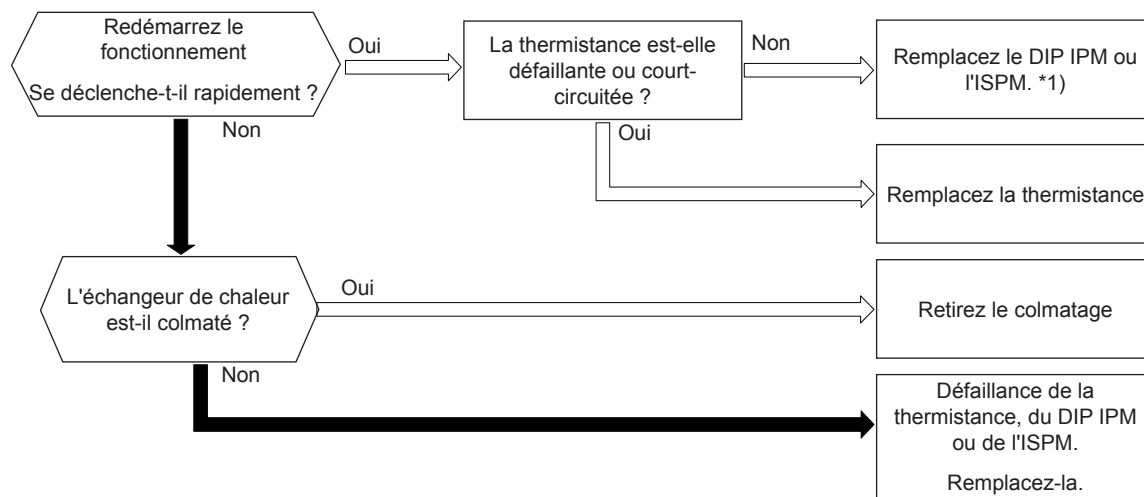 Redémarrez le
fonctionnement
Se déclenche-t-il rapidement ?
Oui
La thermistance est-elle
défaillante ou court-
circuitée ?
Non
Remplacez le DIP IPM ou
l'ISPM. *1)
Non
Oui
Remplacez la thermistance
L'échangeur de chaleur
est-il colmaté ?
Oui
Retirez le colmatage
Non
Défaillance de la
thermistance, du DIP IPM
ou de l'ISPM.
Remplacez-la.